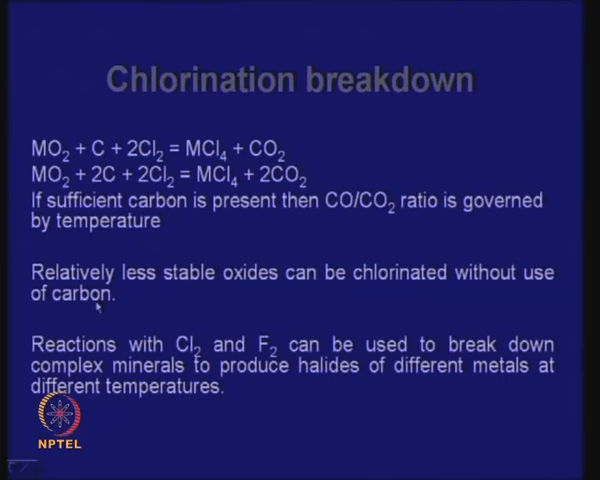 Chlorination breakdown
MO₂ + C + 2Cl₂ = MCl₄ + CO₂
MO₂ + 2C + 2Cl₂ = MCl₄ + 2CO₂
If sufficient carbon is present then CO/CO₂ ratio is governed
by temperature
Relatively less stable oxides can be chlorinated without use
of carbon.
Reactions with Cl₂ and F₂ can be used to break down
complex minerals to produce halides of different metals at
different temperatures.
NPTEL